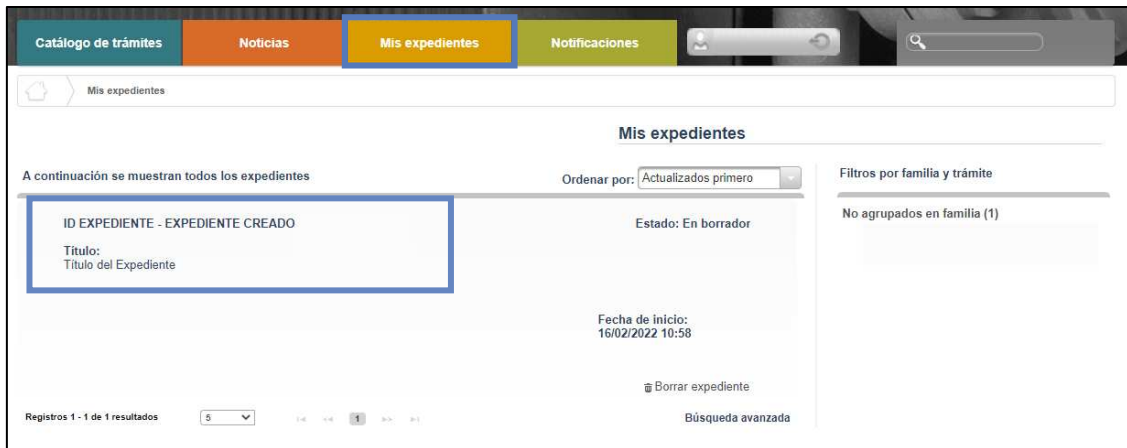 Catálogo de trámites Noticias Mis expedientes Notificaciones
Mis expedientes
Mis expedientes
A continuación se muestran todos los expedientes Ordenar por: Actualizados primero Filtros por familia y trámite
ID EXPEDIENTE - EXPEDIENTE CREADO Estado: En borrador No agrupados en familia (1)
Título:
Título del Expediente
Fecha de inicio:
16/02/2022 10:58
Borrar expediente
Registros 1 - 1 de 1 resultados 5 1 Búsqueda avanzada